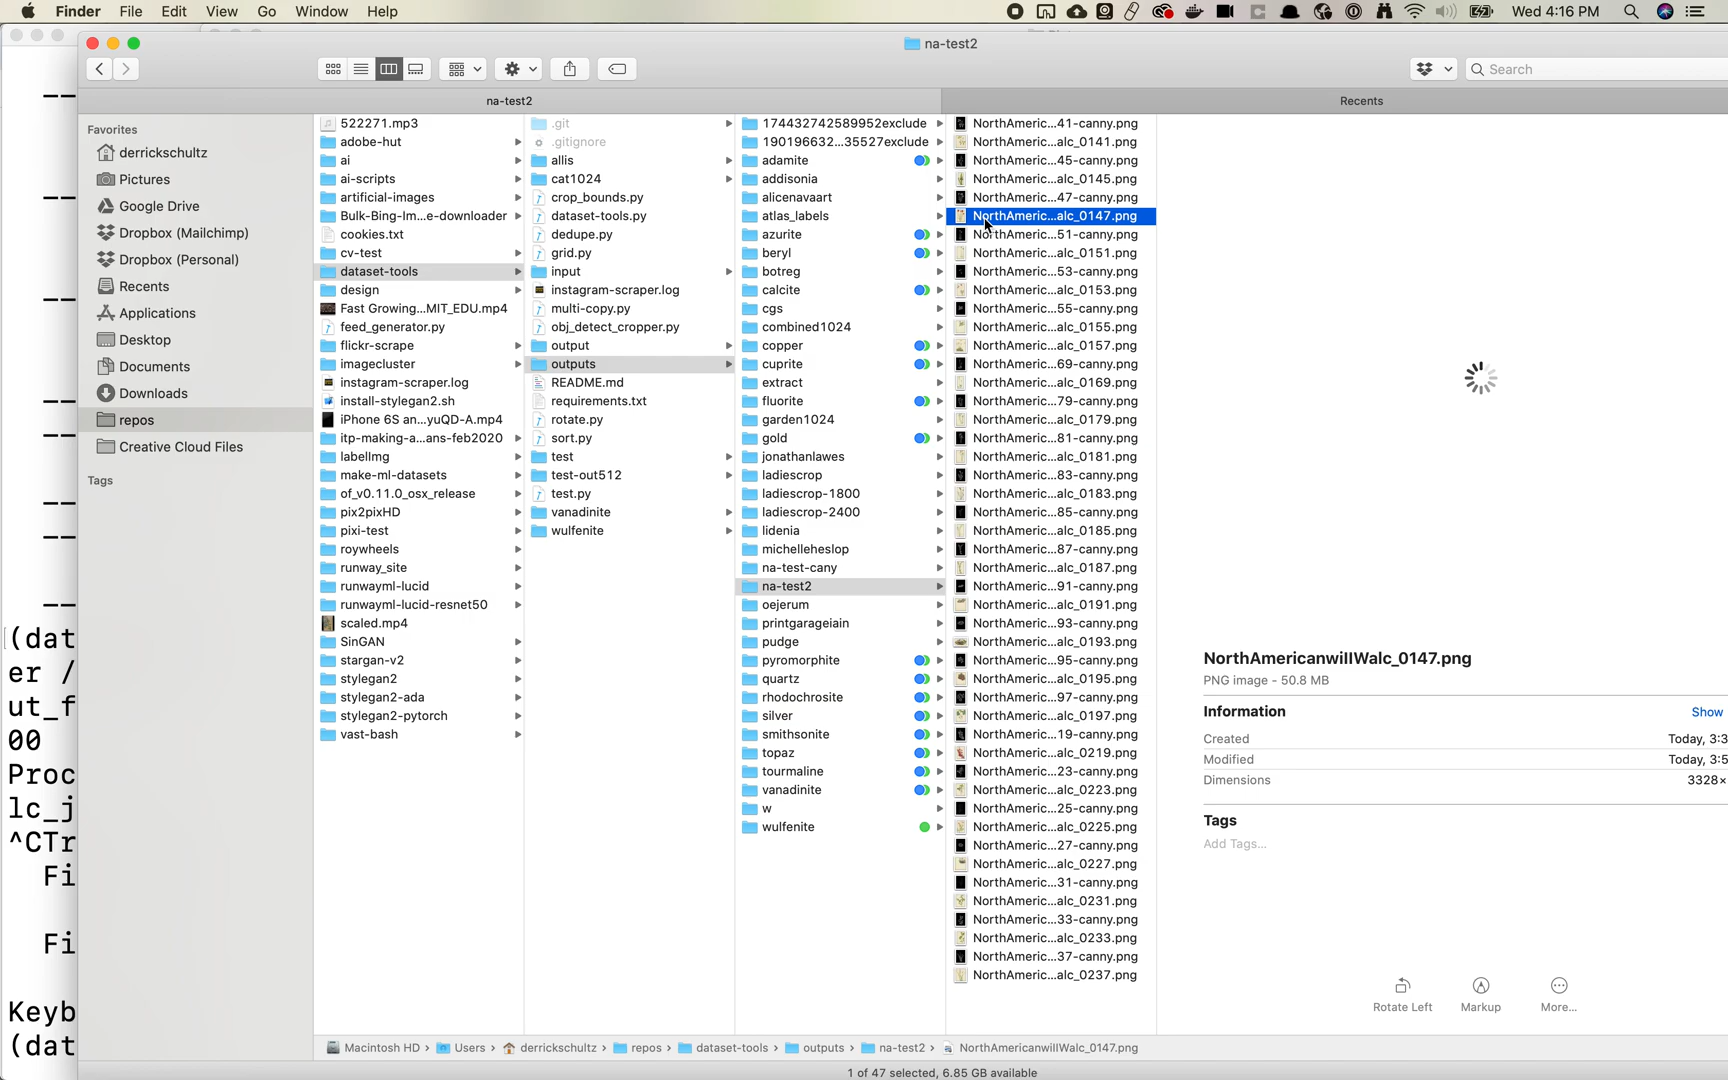 Finder File Edit View Go Window Help
Wed 4:16 PM
na-test2
Search
na-test2
Recents
Favorites
derrickschultz
Pictures
Google Drive
Dropbox (Mailchimp)
Dropbox (Personal)
Recents
Applications
Desktop
Documents
Downloads
repos
Creative Cloud Files
Tags
522271.mp3
adobe-hut
ai
ai-scripts
artificial-images
Bulk-Bing-Im...e-downloader
cookies.txt
cv-test
dataset-tools
design
Fast Growing...MIT_EDU.mp4
feed_generator.py
flickr-scrape
imagecluster
instagram-scraper.log
install-stylegan2.sh
iPhone 6S an...yuQD-A.mp4
itp-making-a...ans-feb2020
labelImg
make-ml-datasets
of_v0.11.0_osx_release
pix2pixHD
pixi-test
roywheels
runway_site
runwayml-lucid
runwayml-lucid-resnet50
scaled.mp4
SinGAN
stargan-v2
stylegan2
stylegan2-ada
stylegan2-pytorch
vast-bash
.git
.gitignore
allis
cat1024
crop_bounds.py
dataset-tools.py
dedupe.py
grid.py
input
instagram-scraper.log
multi-copy.py
obj_detect_cropper.py
output
outputs
README.md
requirements.txt
rotate.py
sort.py
test
test-out512
test.py
vanadinite
wulfenite
174432742589952exclude
190196632...35527exclude
adamite
addisonia
alicenavaart
atlas_labels
azurite
beryl
botreg
calcite
cgs
combined1024
copper
cuprite
extract
fluorite
garden1024
gold
jonathanlawes
ladiescrop
ladiescrop-1800
ladiescrop-2400
lidenia
michelleheslop
na-test-cany
na-test2
oejerum
printgarageiain
pudge
pyromorphite
quartz
rhodochrosite
silver
smithsonite
topaz
tourmaline
vanadinite
w
wulfenite
NorthAmeric...41-canny.png
NorthAmeric...alc_0141.png
NorthAmeric...45-canny.png
NorthAmeric...alc_0145.png
NorthAmeric...47-canny.png
NorthAmeric...alc_0147.png
NorthAmeric...51-canny.png
NorthAmeric...alc_0151.png
NorthAmeric...53-canny.png
NorthAmeric...alc_0153.png
NorthAmeric...55-canny.png
NorthAmeric...alc_0155.png
NorthAmeric...alc_0157.png
NorthAmeric...69-canny.png
NorthAmeric...alc_0169.png
NorthAmeric...79-canny.png
NorthAmeric...alc_0179.png
NorthAmeric...81-canny.png
NorthAmeric...alc_0181.png
NorthAmeric...83-canny.png
NorthAmeric...alc_0183.png
NorthAmeric...85-canny.png
NorthAmeric...alc_0185.png
NorthAmeric...87-canny.png
NorthAmeric...alc_0187.png
NorthAmeric...91-canny.png
NorthAmeric...alc_0191.png
NorthAmeric...93-canny.png
NorthAmeric...alc_0193.png
NorthAmeric...95-canny.png
NorthAmeric...alc_0195.png
NorthAmeric...97-canny.png
NorthAmeric...alc_0197.png
NorthAmeric...19-canny.png
NorthAmeric...alc_0219.png
NorthAmeric...23-canny.png
NorthAmeric...alc_0223.png
NorthAmeric...25-canny.png
NorthAmeric...alc_0225.png
NorthAmeric...27-canny.png
NorthAmeric...alc_0227.png
NorthAmeric...31-canny.png
NorthAmeric...alc_0231.png
NorthAmeric...33-canny.png
NorthAmeric...alc_0233.png
NorthAmeric...37-canny.png
NorthAmeric...alc_0237.png
NorthAmericanwillWalc_0147.png
PNG image - 50.8 MB
Information Show
Created Today, 3:3
Modified Today, 3:5
Dimensions 3328×
Tags
Add Tags...
Rotate Left Markup More...
Macintosh HD › Users › derrickschultz › repos › dataset-tools › outputs › na-test2 › NorthAmericanwillWalc_0147.png
1 of 47 selected, 6.85 GB available
--
--
--
--
--
--
--
--
(dat
er /
ut_f
00
Proc
lc_j
^CTr
Fi
Fi
Keyb
(dat